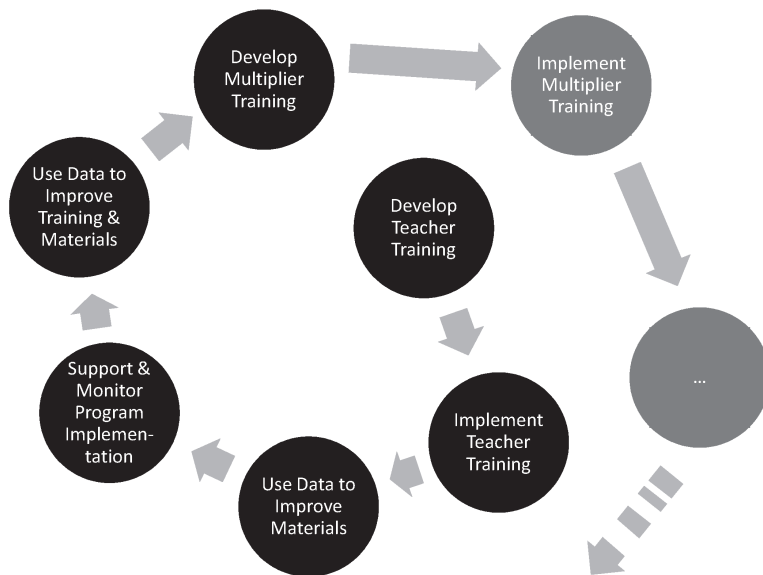 Develop
Multiplier
Training
Implement
Multiplier
Training
Use Data to
Improve
Training &
Materials
Develop
Teacher
Training
Support &
Monitor
Program
Implemen-
tation
Implement
Teacher
Training
Use Data to
Improve
Materials
...